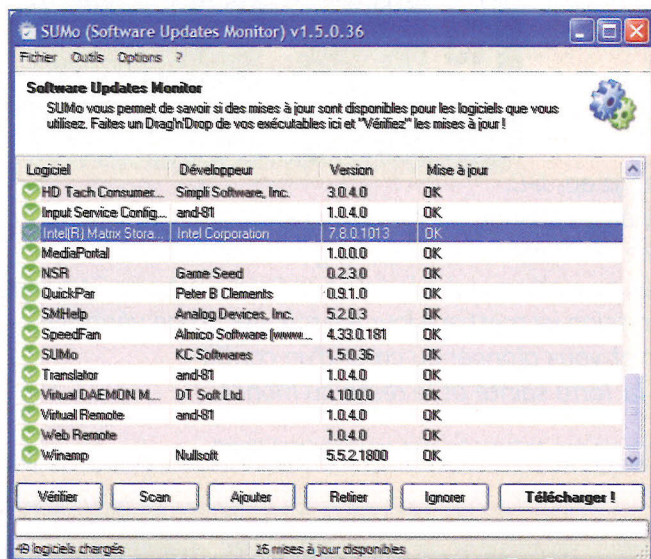 SUMo (Software Updates Monitor) v1.5.0.36
Fichier Outils Options ?
Software Updates Monitor
SUMo vous permet de savoir si des mises à jour sont disponibles pour les logiciels que vous
utilisez. Faites un Drag'n'Drop de vos exécutables ici et "Vérifiez" les mises à jour !
Logiciel Développeur Version Mise à jour
HD Tach Consumer... Simpli Software, Inc. 3.0.4.0 OK
Input Service Config... and-81 1.0.4.0 OK
Intel(R) Matrix Stora... Intel Corporation 7.8.0.1013 OK
MediaPortal 1.0.0.0 OK
NSR Game Seed 0.2.3.0 OK
QuickPar Peter B Clements 0.9.1.0 OK
SMHelp Analog Devices, Inc. 5.2.0.3 OK
SpeedFan Almico Software (www.... 4.33.0.181 OK
SUMo KC Softwares 1.5.0.36 OK
Translator and-81 1.0.4.0 OK
Virtual DAEMON M... DT Soft Ltd. 4.10.0.0 OK
Virtual Remote and-81 1.0.4.0 OK
Web Remote 1.0.4.0 OK
Winamp Nullsoft 5.5.2.1800 OK
Vérifier Scan Ajouter Retirer Ignorer Télécharger !
49 logiciels chargés 16 mises à jour disponibles